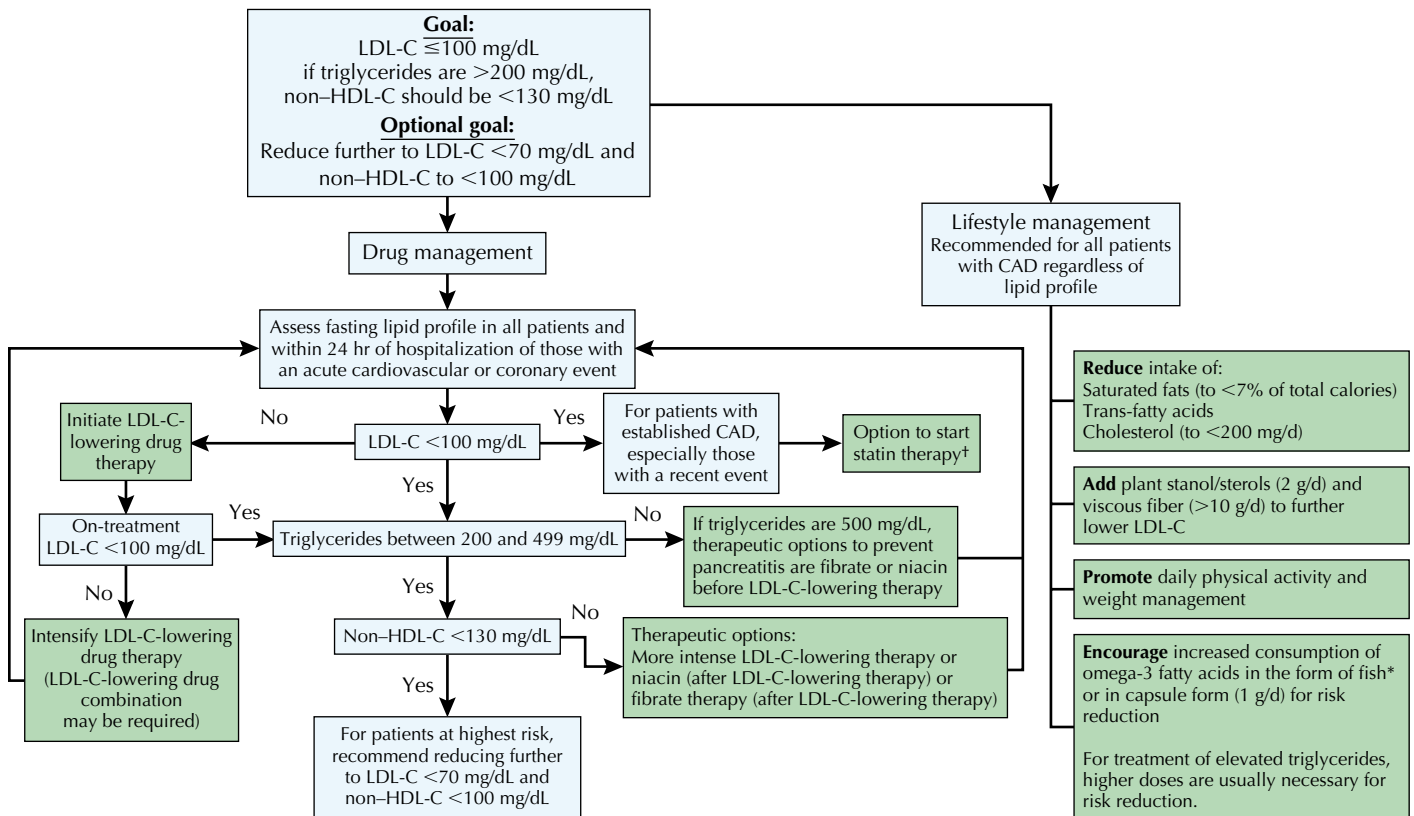 Goal:
LDL-C ≤100 mg/dL
if triglycerides are >200 mg/dL,
non–HDL-C should be <130 mg/dL
Optional goal:
Reduce further to LDL-C <70 mg/dL and
non–HDL-C to <100 mg/dL
Drug management
Lifestyle management
Recommended for all patients
with CAD regardless of
lipid profile
Assess fasting lipid profile in all patients and
within 24 hr of hospitalization of those with
an acute cardiovascular or coronary event
Initiate LDL-C-
lowering drug
therapy
No
LDL-C <100 mg/dL
Yes
For patients with
established CAD,
especially those
with a recent event
Option to start
statin therapy†
Yes
On-treatment
LDL-C <100 mg/dL
Yes
Triglycerides between 200 and 499 mg/dL
No
If triglycerides are 500 mg/dL,
therapeutic options to prevent
pancreatitis are fibrate or niacin
before LDL-C-lowering therapy
No
Yes
Intensify LDL-C-lowering
drug therapy
(LDL-C-lowering drug
combination
may be required)
Non–HDL-C <130 mg/dL
No
Therapeutic options:
More intense LDL-C-lowering therapy or
niacin (after LDL-C-lowering therapy) or
fibrate therapy (after LDL-C-lowering therapy)
Yes
For patients at highest risk,
recommend reducing further
to LDL-C <70 mg/dL and
non–HDL-C <100 mg/dL
Reduce intake of:
Saturated fats (to <7% of total calories)
Trans-fatty acids
Cholesterol (to <200 mg/d)
Add plant stanol/sterols (2 g/d) and
viscous fiber (>10 g/d) to further
lower LDL-C
Promote daily physical activity and
weight management
Encourage increased consumption of
omega-3 fatty acids in the form of fish*
or in capsule form (1 g/d) for risk
reduction
For treatment of elevated triglycerides,
higher doses are usually necessary for
risk reduction.